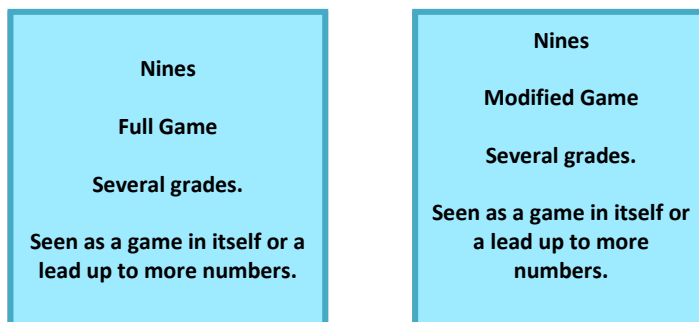 Nines
Full Game
Several grades.
Seen as a game in itself or a
lead up to more numbers.
Nines
Modified Game
Several grades.
Seen as a game in itself or
a lead up to more
numbers.